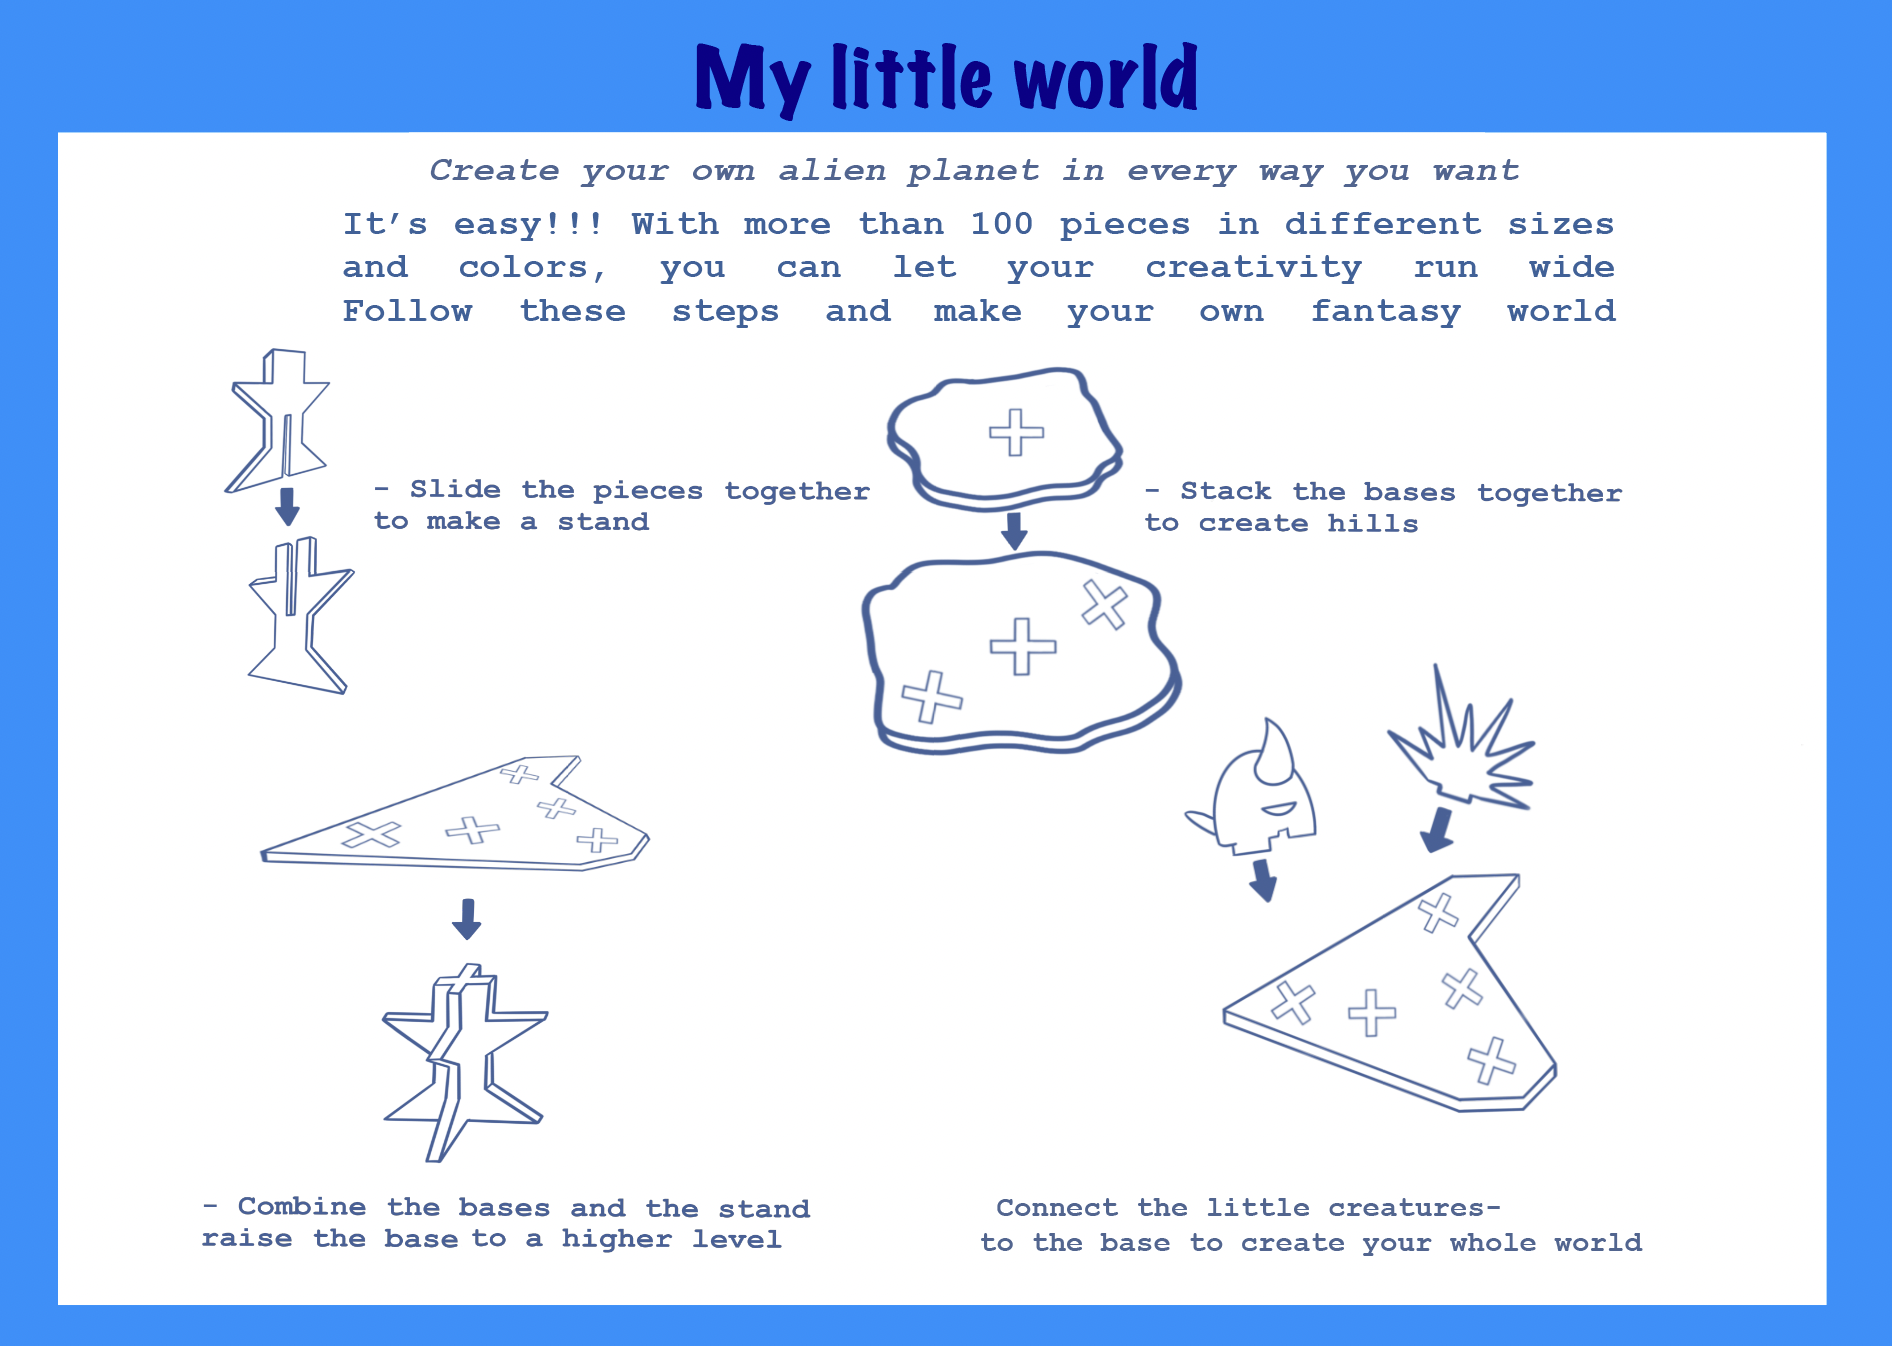 My little world
Create your own alien planet in every way you want
It’s easy!!! With more than 100 pieces in different sizes
and colors, you can let your creativity run wide
Follow these steps and make your own fantasy world
- Slide the pieces together
to make a stand
- Stack the bases together
to create hills
- Combine the bases and the stand
raise the base to a higher level
Connect the little creatures-
to the base to create your whole world